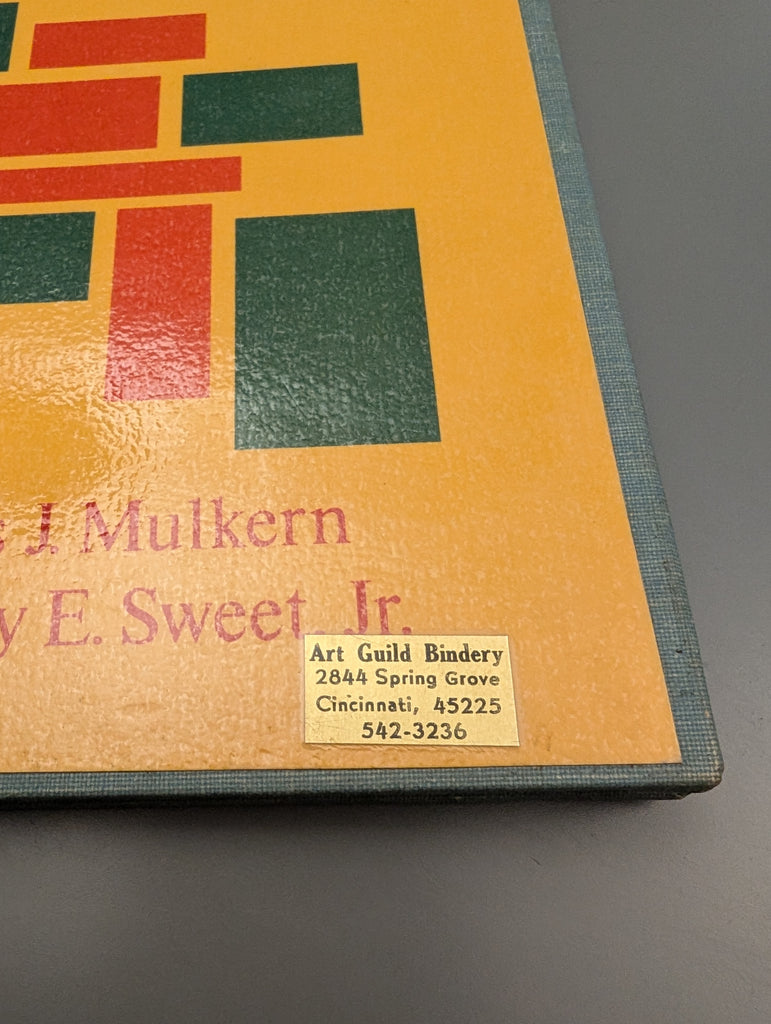 J. Mulkern
y E. Sweet, Jr.
Art Guild Bindery
2844 Spring Grove
Cincinnati, 45225
542-3236